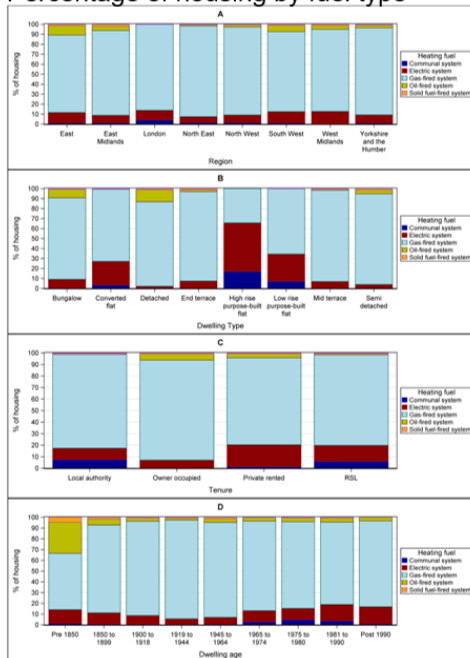 Percentage of housing by fuel type
A
% of housing
100
90
80
70
60
50
40
30
20
10
0
East
East Midlands
London
North East
North West
South West
West Midlands
Yorkshire and the Humber
Region
Heating fuel
Communal system
Electric system
Gas-fired system
Oil-fired system
Solid fuel-fired system
B
% of housing
100
90
80
70
60
50
40
30
20
10
0
Bungalow
Converted flat
Detached
End terrace
High rise purpose-built flat
Low rise purpose-built flat
Mid terrace
Semi detached
Dwelling Type
Heating fuel
Communal system
Electric system
Gas-fired system
Oil-fired system
Solid fuel-fired system
C
% of housing
100
90
80
70
60
50
40
30
20
10
0
Local authority
Owner occupied
Private rented
RSL
Tenure
Heating fuel
Communal system
Electric system
Gas-fired system
Oil-fired system
Solid fuel-fired system
D
% of housing
100
90
80
70
60
50
40
30
20
10
0
Pre 1850
1850 to 1899
1900 to 1918
1919 to 1944
1945 to 1964
1965 to 1974
1975 to 1980
1981 to 1990
Post 1990
Dwelling age
Heating fuel
Communal system
Electric system
Gas-fired system
Oil-fired system
Solid fuel-fired system